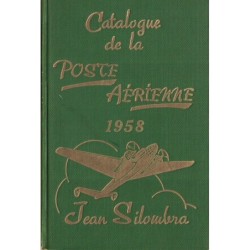 Catalogue
de la
POSTE
AÉRIENNE
1958
Jean Silombra